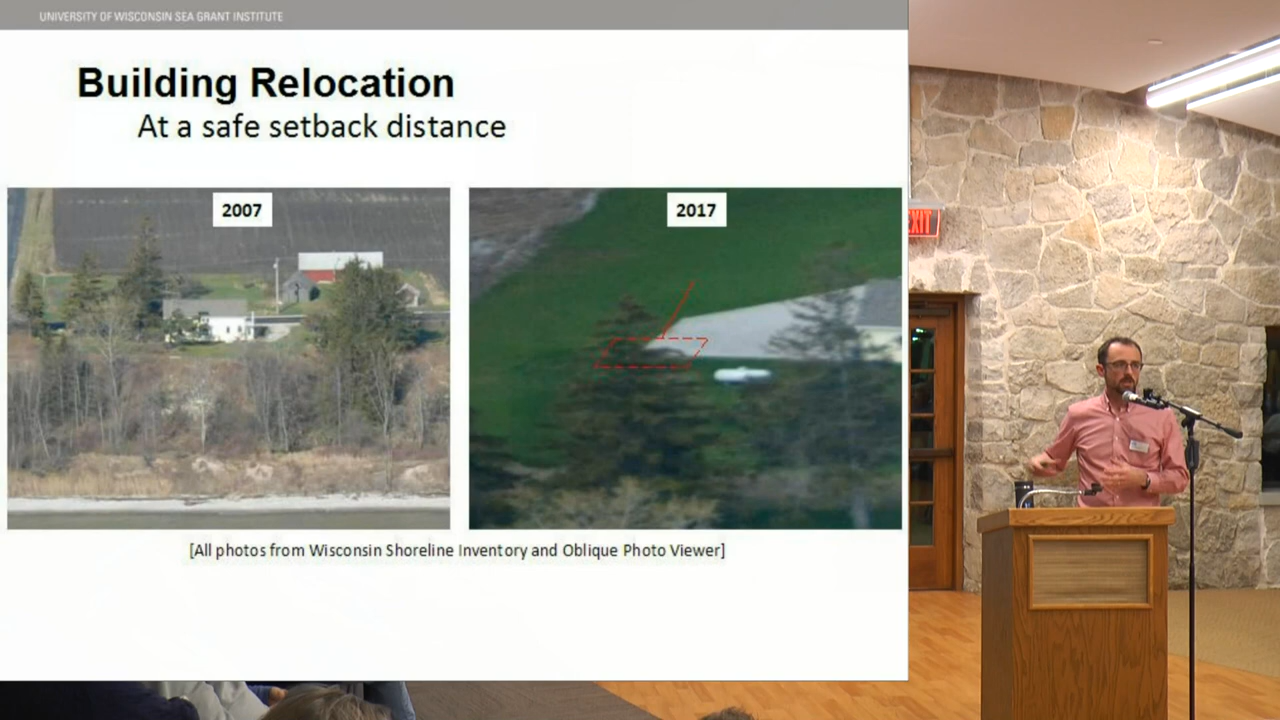 UNIVERSITY OF WISCONSIN SEA GRANT INSTITUTE
Building Relocation
At a safe setback distance
2007
2017
[All photos from Wisconsin Shoreline Inventory and Oblique Photo Viewer]
EXIT